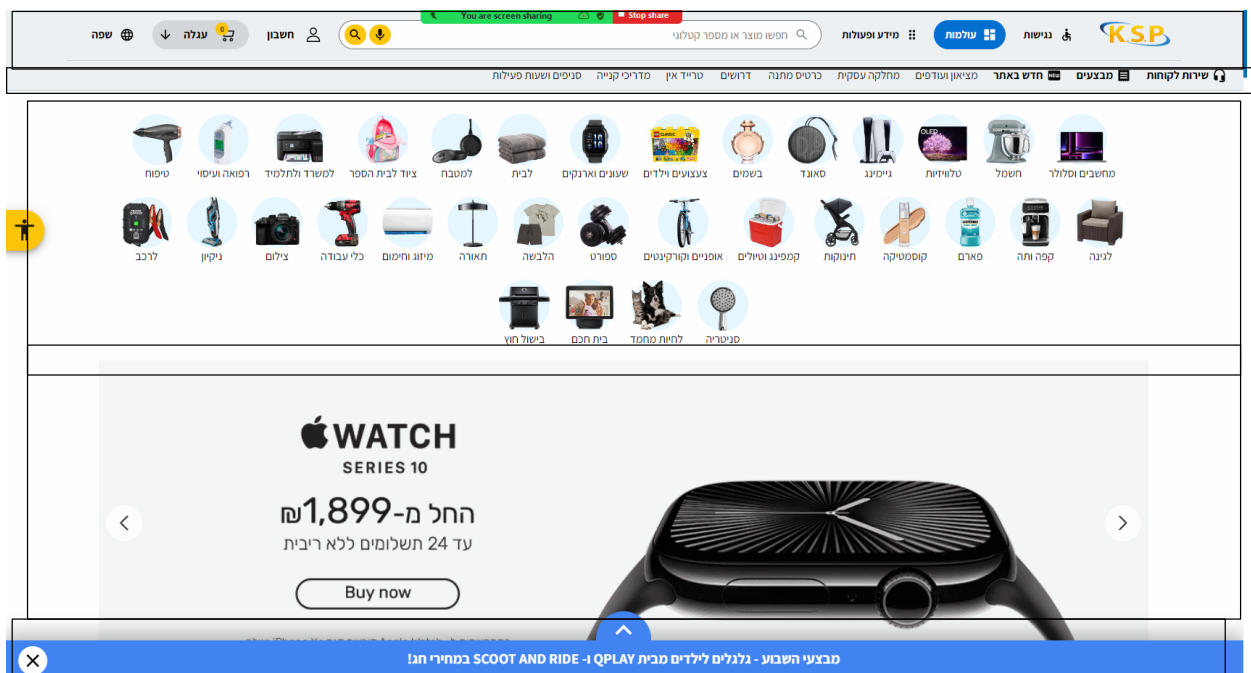 You are screen sharing Stop share
K.S.P נגישות עולמות מידע ופעולות חפשו מוצר או מספר קטלוגי חשבון עגלה 0 שפה
שירות לקוחות מבצעים NEW חדש באתר מציאון ועודפים מחלקה עסקית כרטיס מתנה דרושים טרייד אין מדריכי קנייה סניפים ושעות פעילות
מחשבים וסלולר חשמל טלוויזיות גיימינג סאונד בשמים צעצועים וילדים שעונים וארנקים לבית למטבח ציוד לבית הספר למשרד ולתלמיד רפואה ועיסוי טיפוח
לגינה קפה ותה פארם קוסמטיקה תינוקות קמפינג וטיולים אופניים וקורקינטים ספורט הלבשה תאורה מיזוג וחימום כלי עבודה צילום ניקיון לרכב
סניטריה לחיות מחמד בית חכם בישול חוץ
WATCH
SERIES 10
החל מ-1,899₪
עד 24 תשלומים ללא ריבית
Buy now
מבצעי השבוע - גלגלים לילדים מבית QPLAY ו- SCOOT AND RIDE במחירי חג!